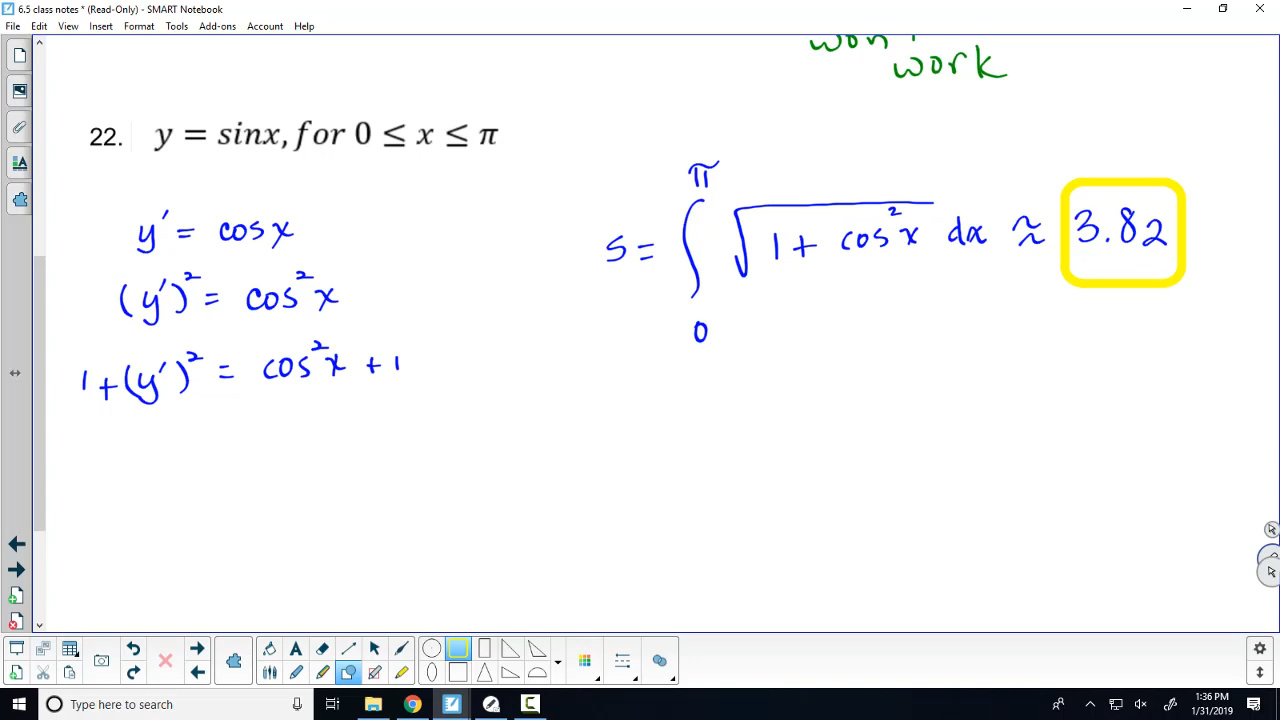 6.5 class notes * (Read-Only) - SMART Notebook
File Edit View Insert Format Tools Add-ons Account Help
work
22. y = sinx, for 0 ≤ x ≤ π
y' = cosx
(y')² = cos²x
1+(y')² = cos²x + 1
s = ∫₀^π √(1 + cos²x) dx ≈ 3.82
A
Type here to search
1:36 PM
1/31/2019